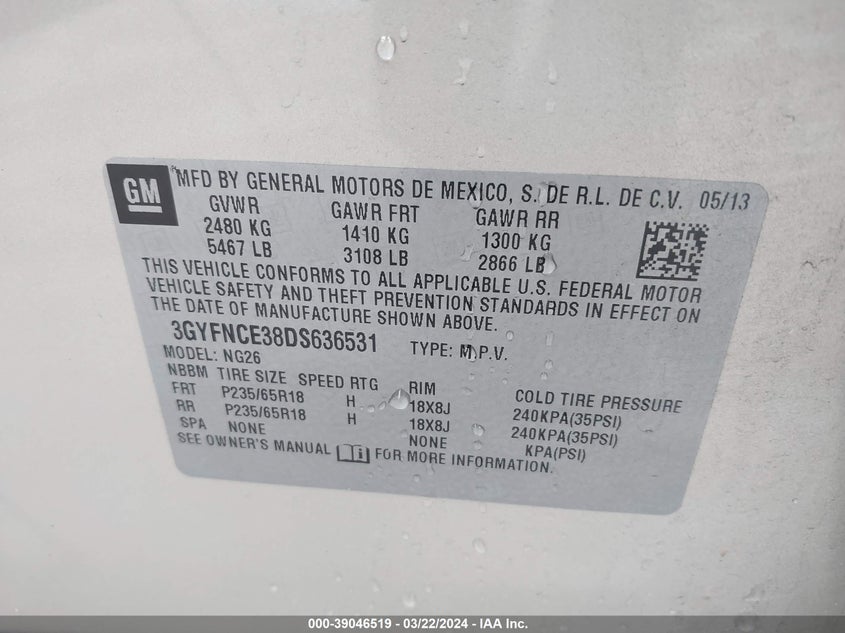 GM
MFD BY GENERAL MOTORS DE MEXICO, S. DE R.L. DE C.V. 05/13
GVWR GAWR FRT GAWR RR
2480 KG 1410 KG 1300 KG
5467 LB 3108 LB 2866 LB
THIS VEHICLE CONFORMS TO ALL APPLICABLE U.S. FEDERAL MOTOR
VEHICLE SAFETY AND THEFT PREVENTION STANDARDS IN EFFECT ON
THE DATE OF MANUFACTURE SHOWN ABOVE.
3GYFNCE38DS636531 TYPE: M.P.V.
MODEL: NG26
NBBM TIRE SIZE SPEED RTG RIM COLD TIRE PRESSURE
FRT P235/65R18 H 18X8J 240KPA(35PSI)
RR P235/65R18 H 18X8J 240KPA(35PSI)
SPA NONE NONE KPA(PSI)
SEE OWNER'S MANUAL FOR MORE INFORMATION.
000-39046519 - 03/22/2024 - IAA Inc.